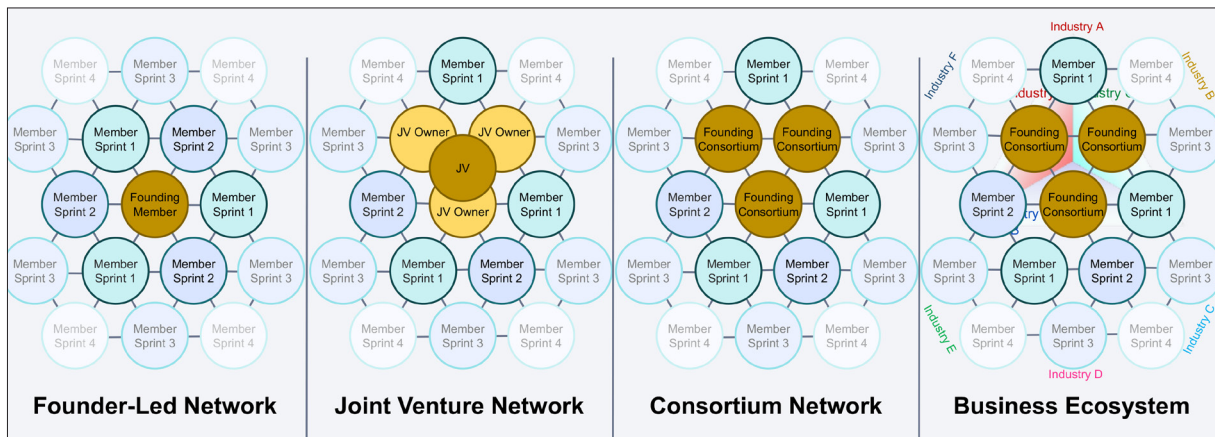 Member
Sprint 4
Member
Sprint 3
Member
Sprint 4
Member
Sprint 3
Member
Sprint 1
Member
Sprint 2
Member
Sprint 3
Member
Sprint 2
Founding
Member
Member
Sprint 1
Member
Sprint 3
Member
Sprint 1
Member
Sprint 2
Member
Sprint 3
Member
Sprint 4
Member
Sprint 3
Member
Sprint 4
Founder-Led Network
Member
Sprint 4
Member
Sprint 1
Member
Sprint 4
Member
Sprint 3
JV Owner
JV Owner
Member
Sprint 3
JV
Member
Sprint 2
JV Owner
Member
Sprint 1
Member
Sprint 3
Member
Sprint 1
Member
Sprint 2
Member
Sprint 3
Member
Sprint 4
Member
Sprint 3
Member
Sprint 4
Joint Venture Network
Member
Sprint 4
Member
Sprint 1
Member
Sprint 4
Member
Sprint 3
Founding
Consortium
Founding
Consortium
Member
Sprint 3
Member
Sprint 2
Founding
Consortium
Member
Sprint 1
Member
Sprint 3
Member
Sprint 1
Member
Sprint 2
Member
Sprint 3
Member
Sprint 4
Member
Sprint 3
Member
Sprint 4
Consortium Network
Industry A
Member
Sprint 4
Member
Sprint 1
Member
Sprint 4
Industry F
Industry B
Member
Sprint 3
Founding
Consortium
Founding
Consortium
Member
Sprint 3
Member
Sprint 2
Founding
Consortium
Member
Sprint 1
Member
Sprint 3
Member
Sprint 1
Member
Sprint 2
Member
Sprint 3
Industry E
Industry C
Member
Sprint 4
Member
Sprint 3
Member
Sprint 4
Industry D
Business Ecosystem